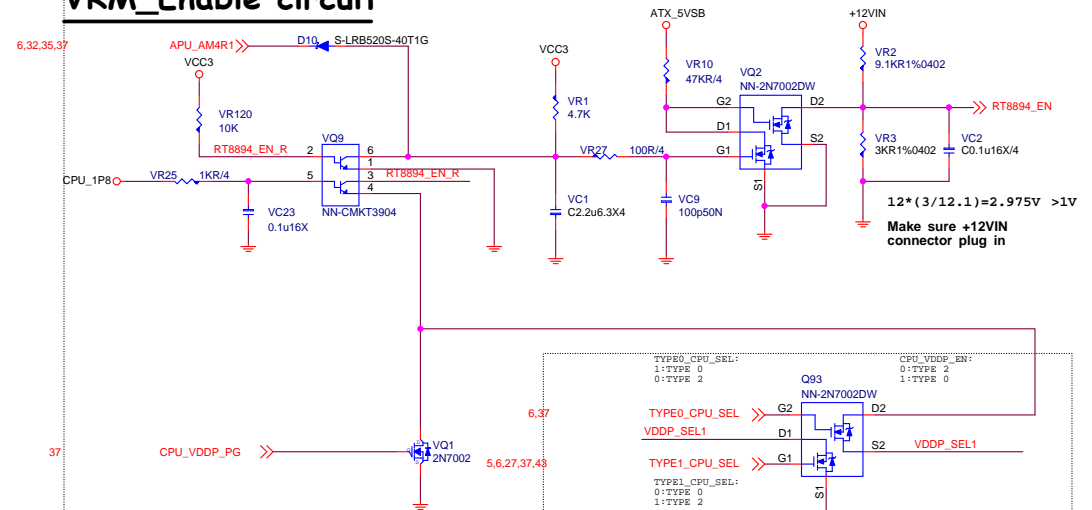 VRM_Enable circuit
ATX_5VSB
+12VIN
6,32,35,37
APU_AM4R1
D10
S-LRB520S-40T1G
VCC3
VCC3
VR10
47KR/4
VR2
9.1KR1%0402
VQ2
NN-2N7002DW
VR120
10K
VR1
4.7K
G2
D2
RT8894_EN
D1
S2
VQ9
RT8894_EN_R
2
6
1
VR27
100R/4
G1
VR3
3KR1%0402
VC2
C0.1u16X/4
CPU_1P8
VR25
1KR/4
5
3
RT8894_EN_R
4
NN-CMKT3904
S1
VC23
0.1u16X
VC1
C2.2u6.3X4
VC9
100p50N
12*(3/12.1)=2.975V >1V
Make sure +12VIN
connector plug in
TYPE0_CPU_SEL:
1:TYPE 0
0:TYPE 2
CPU_VDDP_EN:
0:TYPE 2
1:TYPE 0
Q93
NN-2N7002DW
6,37
TYPE0_CPU_SEL
G2
D2
VDDP_SEL1
D1
S2
VDDP_SEL1
37
CPU_VDDP_PG
VQ1
2N7002
5,6,27,37,43
TYPE1_CPU_SEL
G1
S1
TYPE1_CPU_SEL:
0:TYPE 0
1:TYPE 2